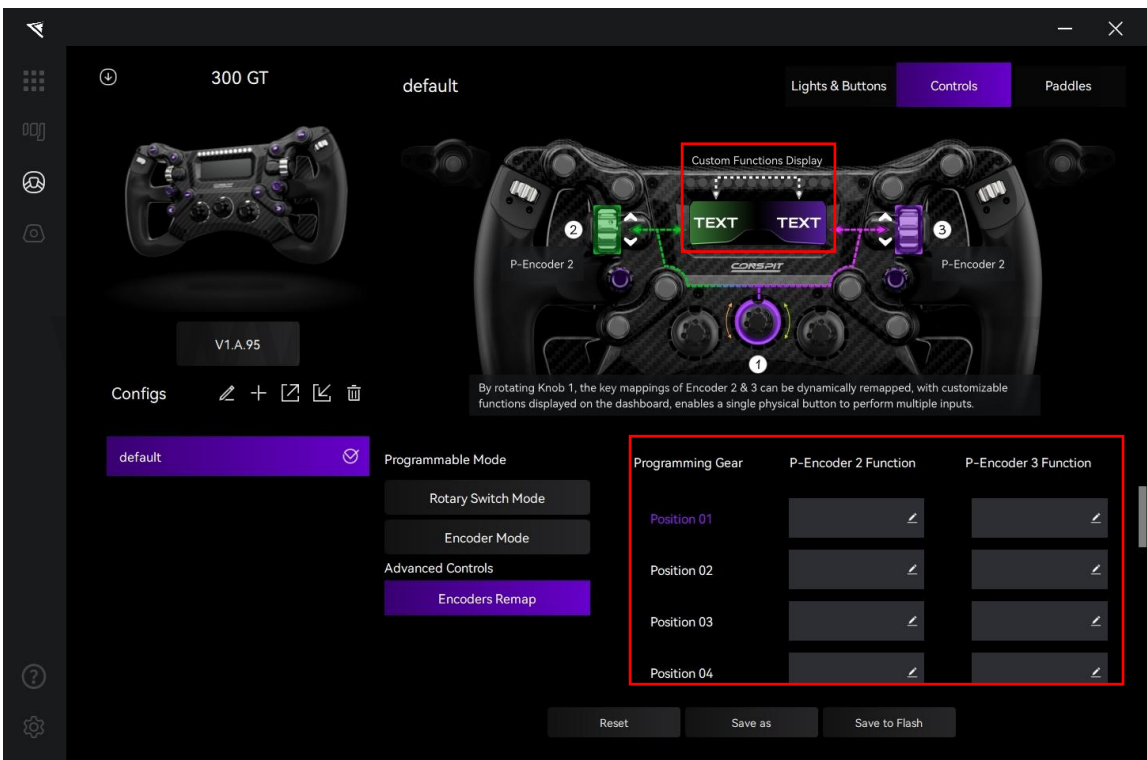 300 GT
default
Lights & Buttons
Controls
Paddles
Custom Functions Display
TEXT
TEXT
2
3
P-Encoder 2
P-Encoder 2
CORSPIT
1
V1.A.95
By rotating Knob 1, the key mappings of Encoder 2 & 3 can be dynamically remapped, with customizable
functions displayed on the dashboard, enables a single physical button to perform multiple inputs.
Configs
default
Programmable Mode
Rotary Switch Mode
Encoder Mode
Advanced Controls
Encoders Remap
Programming Gear
P-Encoder 2 Function
P-Encoder 3 Function
Position 01
Position 02
Position 03
Position 04
Reset
Save as
Save to Flash